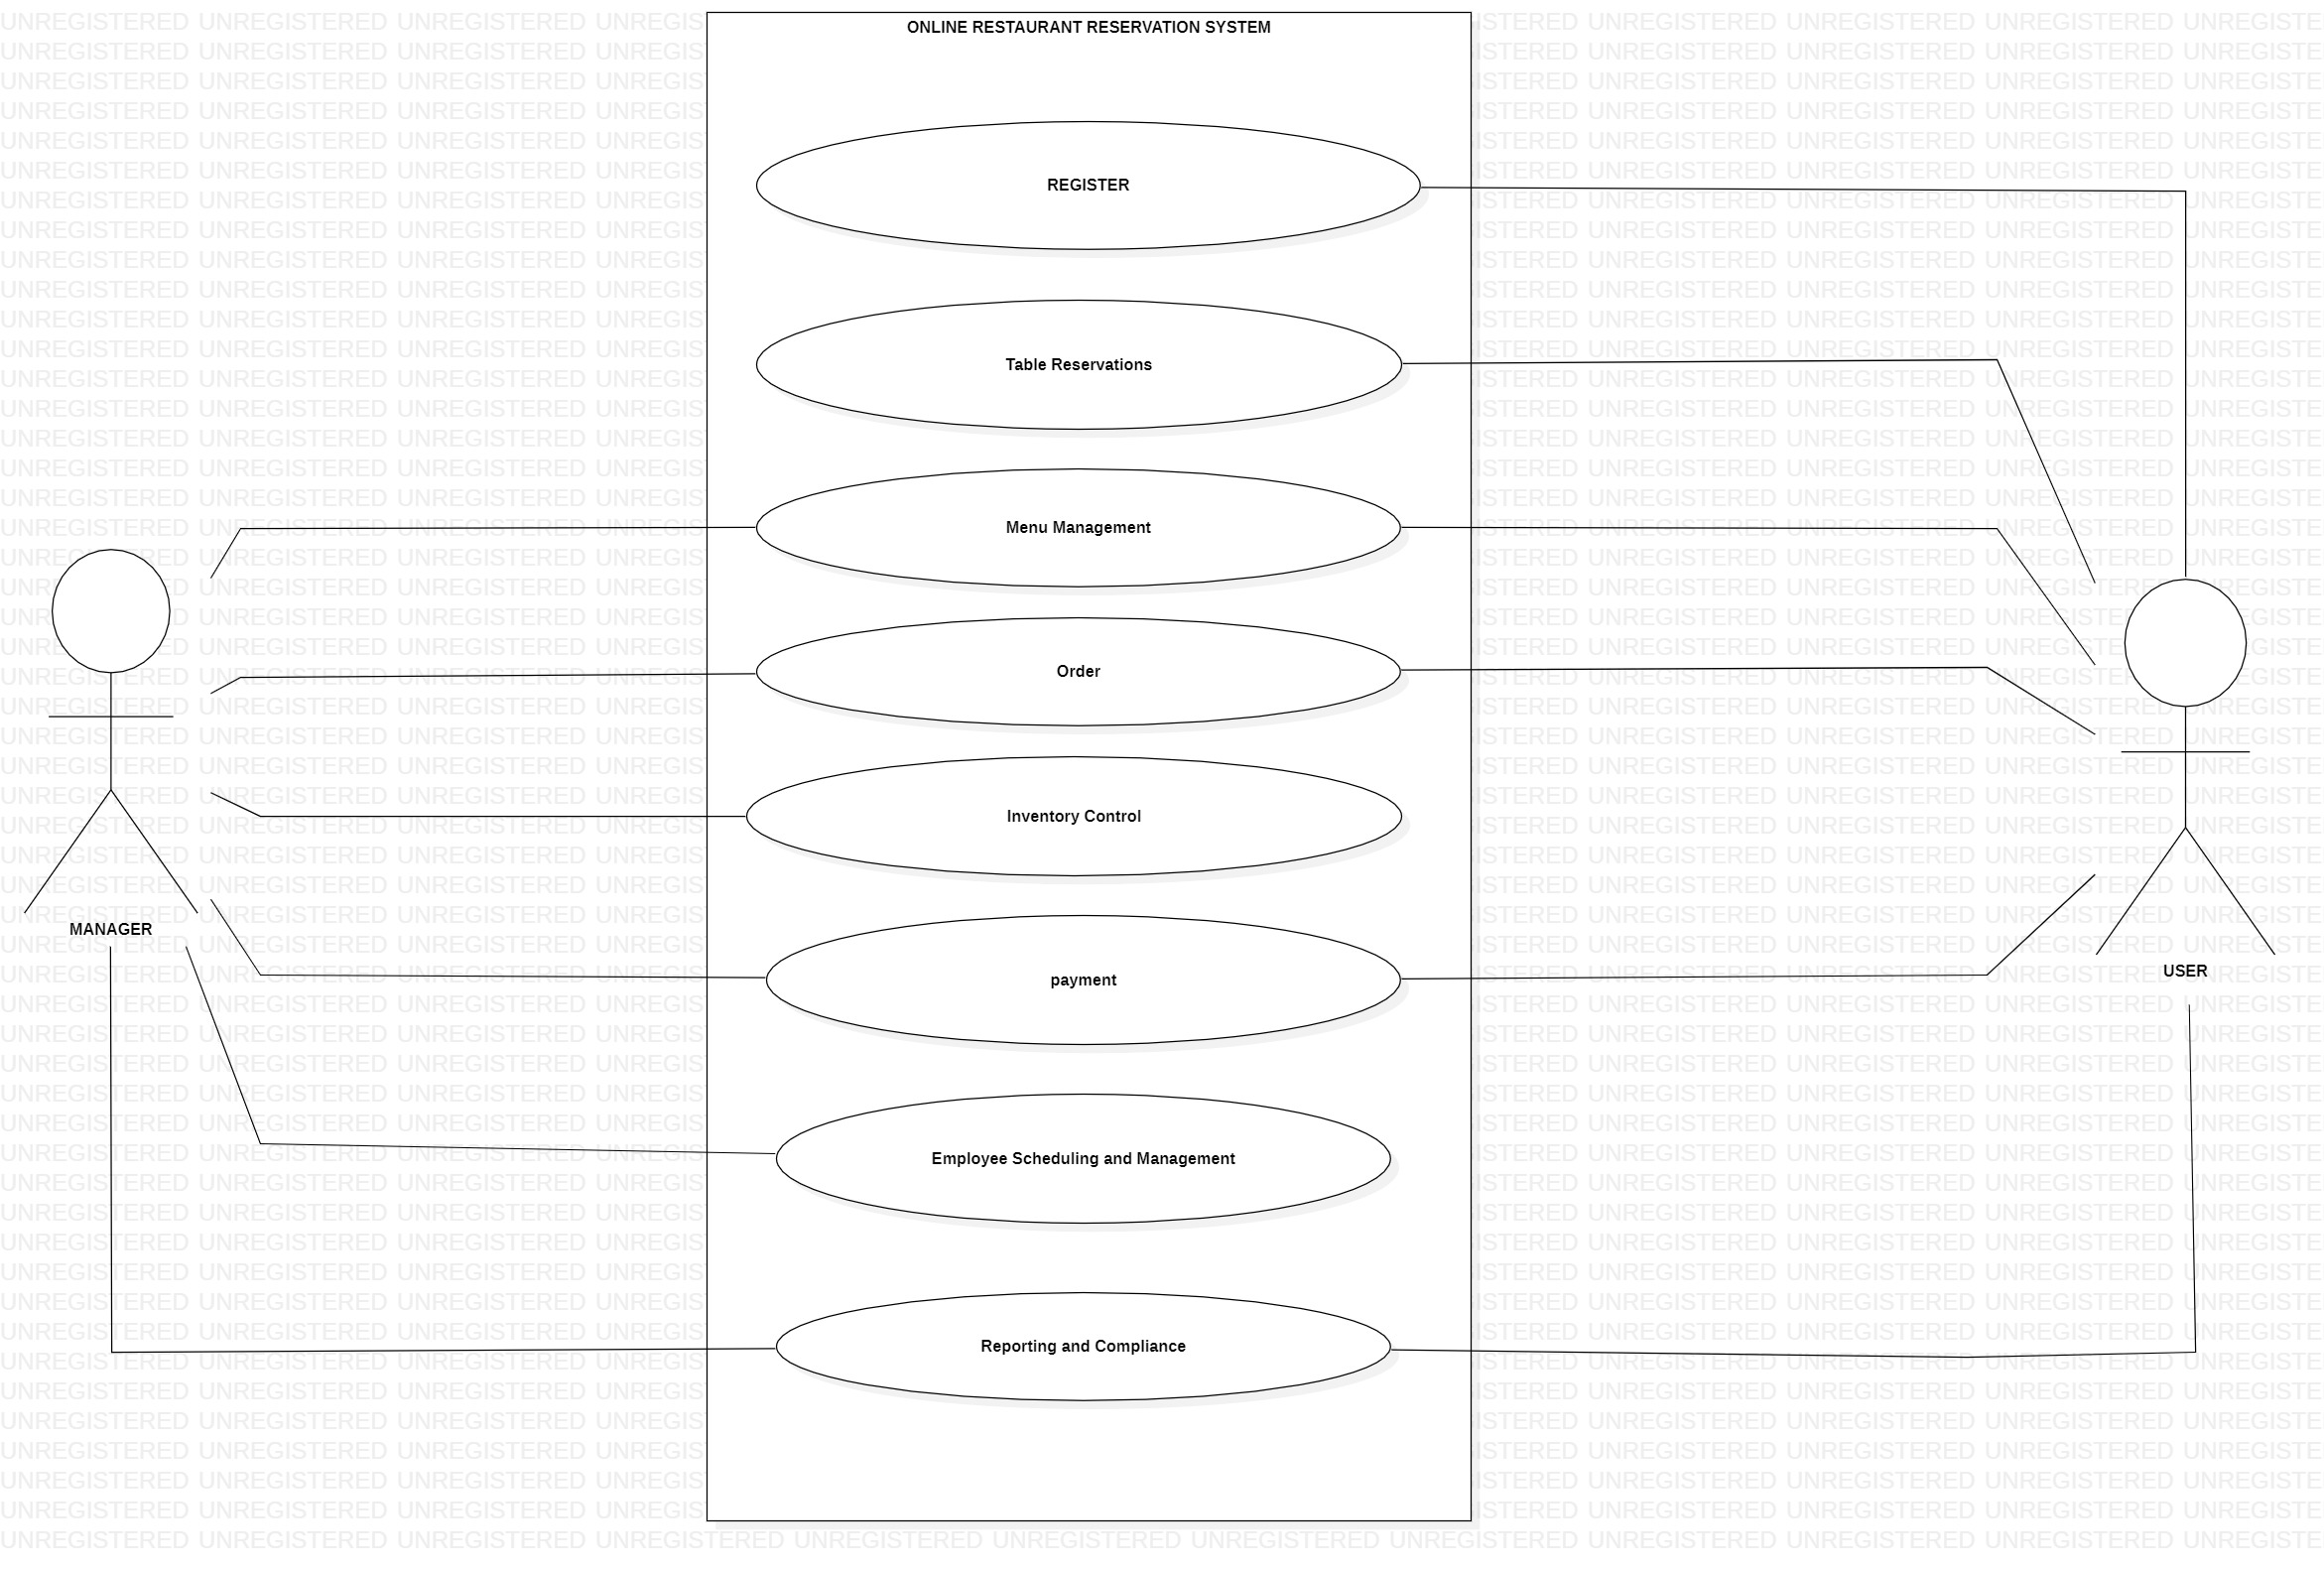 ONLINE RESTAURANT RESERVATION SYSTEM
REGISTER
Table Reservations
Menu Management
Order
Inventory Control
MANAGER
payment
USER
Employee Scheduling and Management
Reporting and Compliance
UNREGISTERED UNREGISTERED UNREGISTERED UNREGISTERED UNREGISTERED UNREGISTERED UNREGISTERED UNREGISTERED UNREGISTERED UNREGISTERED UNREGISTERED